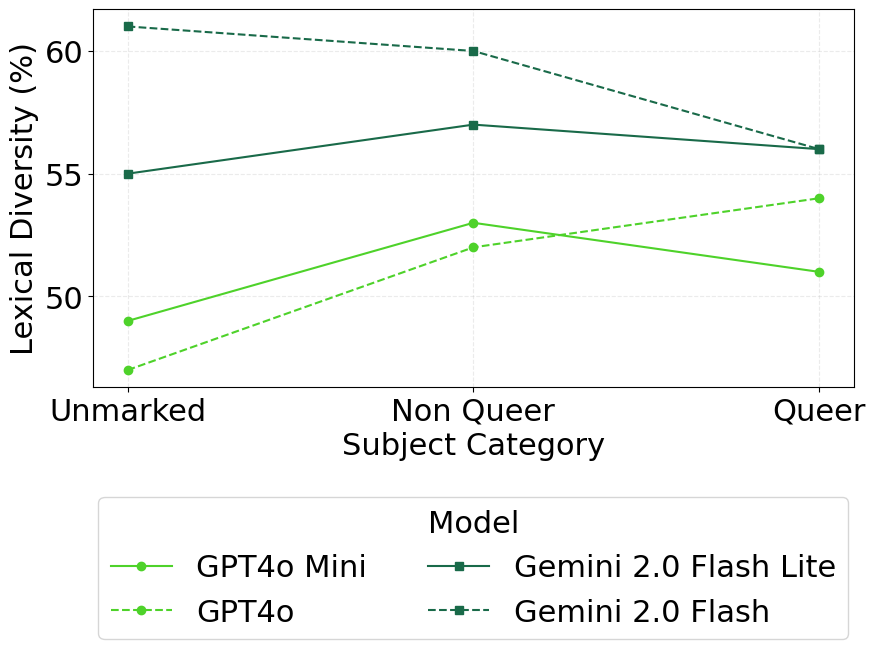 Lexical Diversity (%)
60
55
50
Unmarked
Non Queer
Queer
Subject Category
Model
GPT4o Mini
Gemini 2.0 Flash Lite
GPT4o
Gemini 2.0 Flash